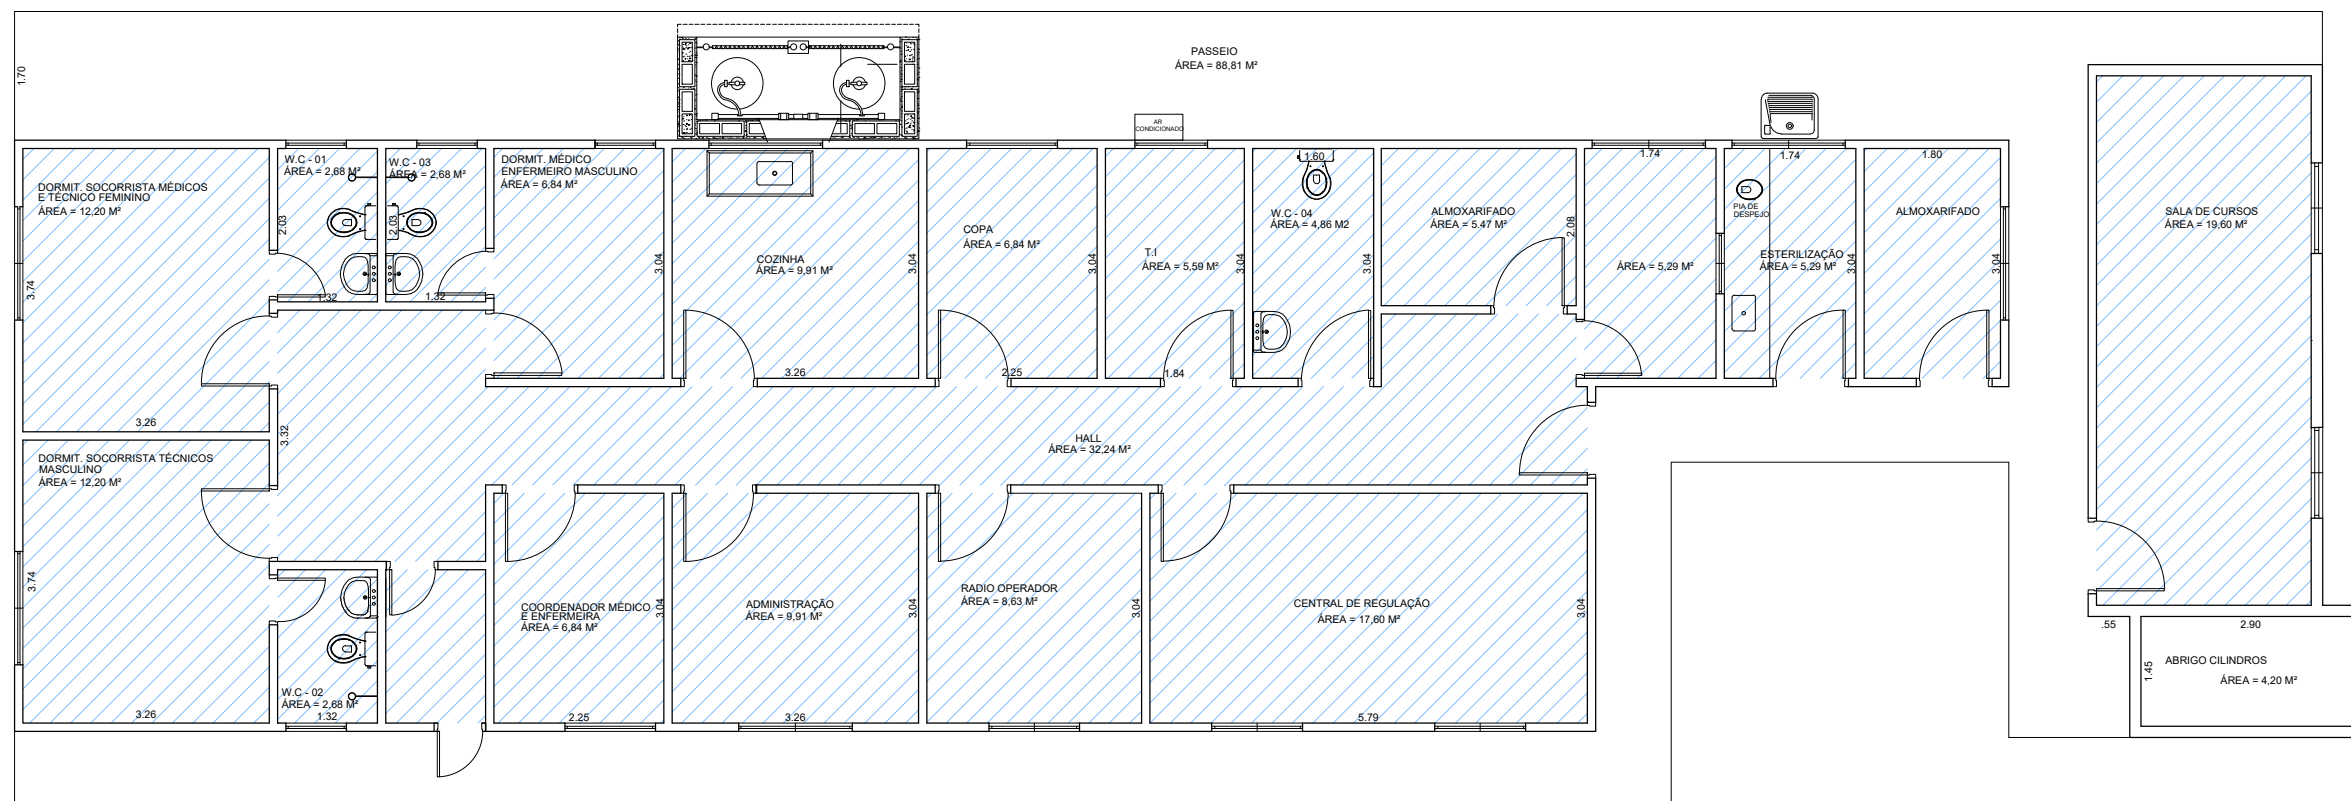 PASSEIO
ÁREA = 88,81 M²
1.70
AR
CONDICIONADO
W.C - 01
ÁREA = 2,68 M²
W.C - 03
ÁREA = 2,68 M²
DORMIT. MÉDICO
ENFERMEIRO MASCULINO
ÁREA = 6,84 M²
1.60
1.74
1.74
1.80
DORMIT. SOCORRISTA MÉDICOS
E TÉCNICO FEMININO
ÁREA = 12,20 M²
2.03
2.03
3.04
COZINHA
ÁREA = 9,91 M²
3.04
COPA
ÁREA = 6,84 M²
3.04
T.I
ÁREA = 5,59 M²
3.04
W.C - 04
ÁREA = 4,86 M2
3.04
ALMOXARIFADO
ÁREA = 5.47 M²
2.08
ÁREA = 5,29 M²
PIA DE
DESPEJO
ESTERILIZAÇÃO
ÁREA = 5,29 M²
3.04
ALMOXARIFADO
3.04
SALA DE CURSOS
ÁREA = 19,60 M²
3.74
1.32
1.32
3.26
2.25
1.84
3.26
3.32
HALL
ÁREA = 32,24 M²
DORMIT. SOCORRISTA TÉCNICOS
MASCULINO
ÁREA = 12,20 M²
3.74
COORDENADOR MÉDICO
E ENFERMEIRA
ÁREA = 6,84 M²
3.04
ADMINISTRAÇÃO
ÁREA = 9,91 M²
3.04
RADIO OPERADOR
ÁREA = 8,63 M²
3.04
CENTRAL DE REGULAÇÃO
ÁREA = 17,60 M²
3.04
.55
2.90
1.45
ABRIGO CILINDROS
ÁREA = 4,20 M²
W.C - 02
ÁREA = 2,68 M²
3.26
1.32
2.25
3.26
5.79